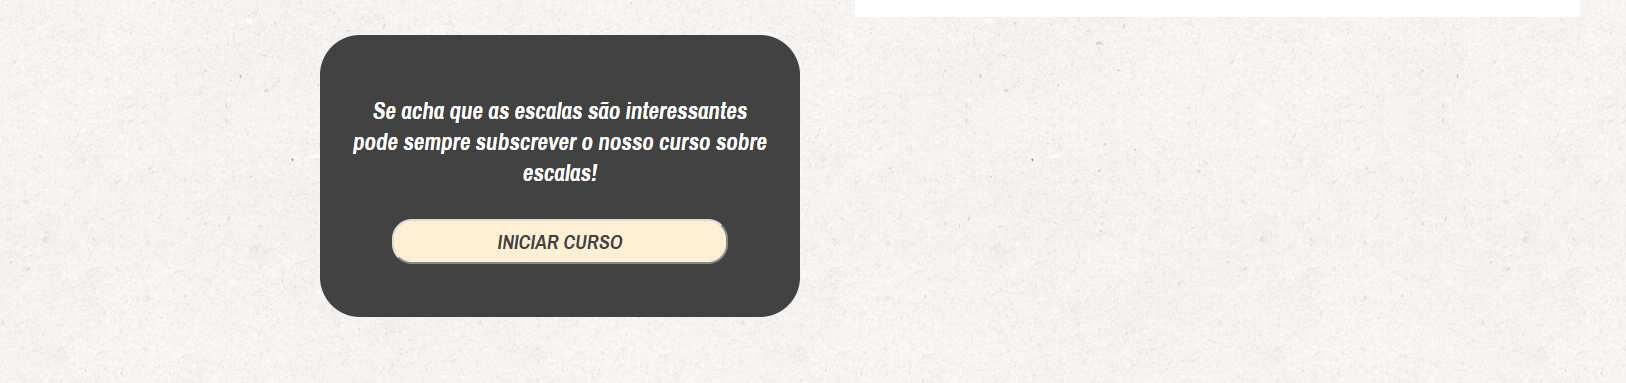 Se acha que as escalas são interessantes
pode sempre subscrever o nosso curso sobre
escalas!
INICIAR CURSO